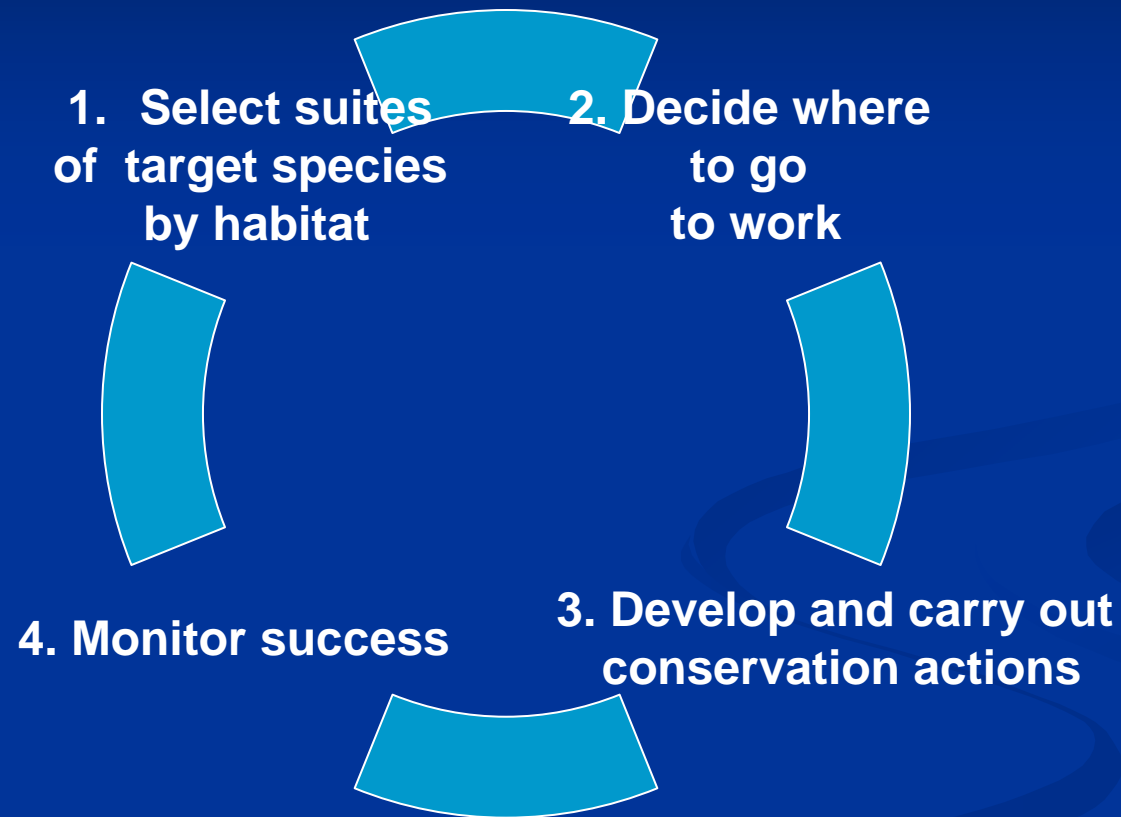 1. Select suites
of target species
by habitat
2. Decide where
to go
to work
3. Develop and carry out
conservation actions
4. Monitor success